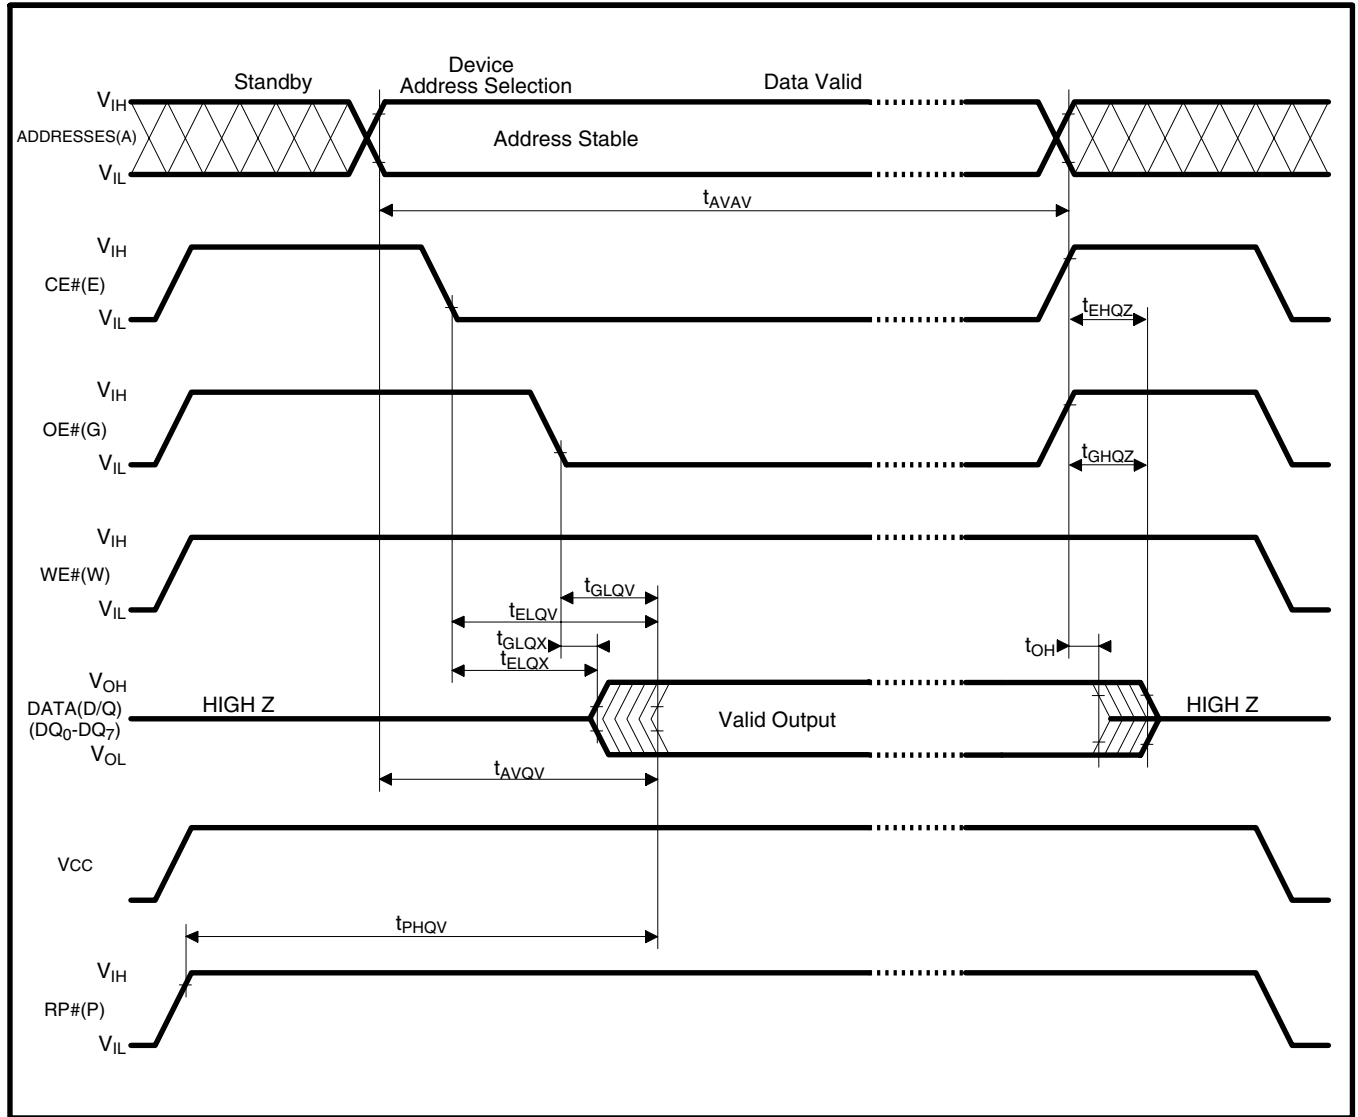 Standby
Device
Address Selection
Data Valid
VIH
ADDRESSES(A)
Address Stable
VIL
tAVAV
VIH
CE#(E)
VIL
tEHQZ
VIH
OE#(G)
VIL
tGHQZ
VIH
WE#(W)
VIL
tGLQV
tELQV
tGLQX
tELQX
tOH
VOH
DATA(D/Q)
(DQ0-DQ7)
VOL
HIGH Z
Valid Output
HIGH Z
tAVQV
VCC
tPHQV
VIH
RP#(P)
VIL